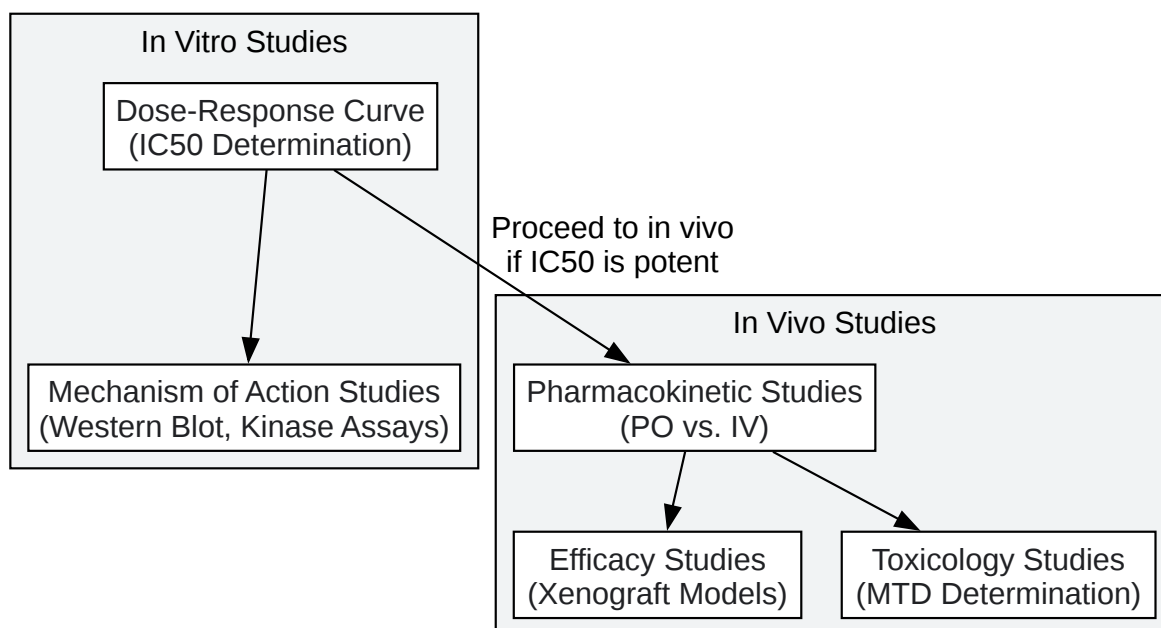 In Vitro Studies
Dose-Response Curve
(IC50 Determination)
Proceed to in vivo
if IC50 is potent
In Vivo Studies
Mechanism of Action Studies
(Western Blot, Kinase Assays)
Pharmacokinetic Studies
(PO vs. IV)
Efficacy Studies
(Xenograft Models)
Toxicology Studies
(MTD Determination)